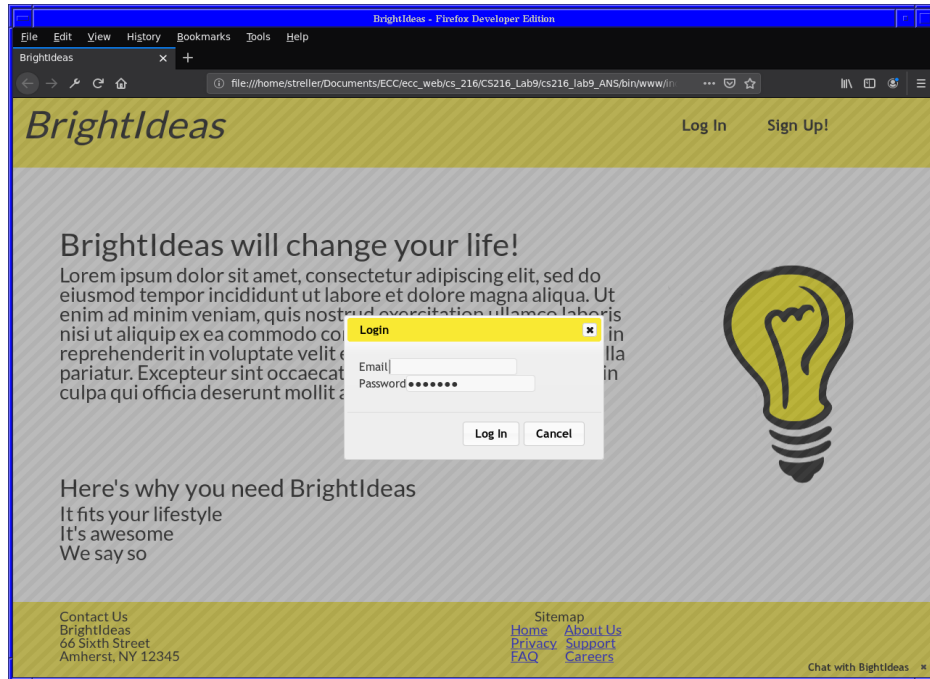 BrightIdeas - Firefox Developer Edition
File Edit View History Bookmarks Tools Help
BrightIdeas
file:///home/streller/Documents/ECC/ecc_web/cs_216/CS216_Lab9/cs216_lab9_ANS/bin/www/in
BrightIdeas
Log In Sign Up!
BrightIdeas will change your life!
Lorem ipsum dolor sit amet, consectetur adipiscing elit, sed do
eiusmod tempor incididunt ut labore et dolore magna aliqua. Ut
enim ad minim veniam, quis nostrud exercitation ullamco laboris
nisi ut aliquip ex ea commodo in
reprehenderit in voluptate velit
pariatur. Excepteur sint occaecat in
culpa qui officia deserunt mollit
Login
Email
Password
Log In Cancel
Here's why you need BrightIdeas
It fits your lifestyle
It's awesome
We say so
Contact Us
BrightIdeas
66 Sixth Street
Amherst, NY 12345
Sitemap
Home About Us
Privacy Support
FAQ Careers
Chat with BightIdeas